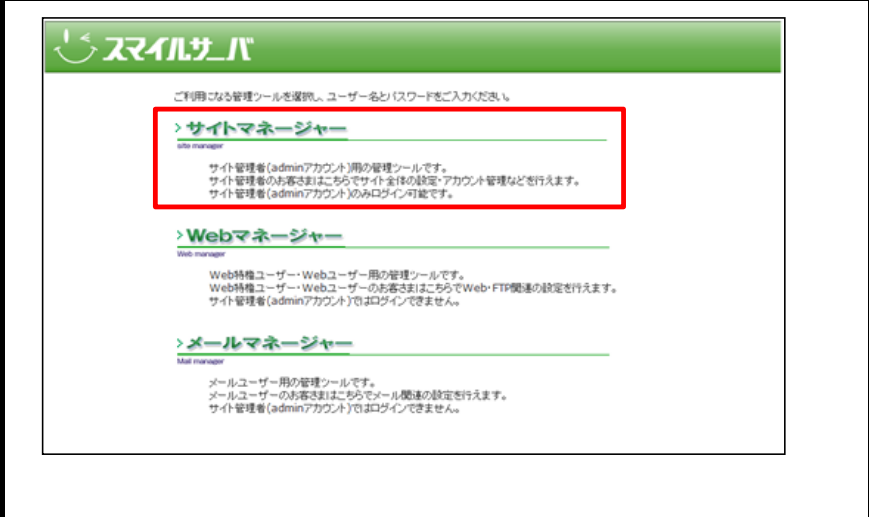 スマイルサーバ
ご利用になる管理ツールを選択し、ユーザー名とパスワードをご入力ください。
サイトマネージャー
site manager
サイト管理者(adminアカウント)用の管理ツールです。
サイト管理者のお客さまはこちらでサイト全体の設定・アカウント管理などを行えます。
サイト管理者(adminアカウント)のみログイン可能です。
Webマネージャー
Web manager
Web特権ユーザー・Webユーザー用の管理ツールです。
Web特権ユーザー・Webユーザーのお客さまはこちらでWeb・FTP関連の設定を行えます。
サイト管理者(adminアカウント)ではログインできません。
メールマネージャー
Mail manager
メールユーザー用の管理ツールです。
メールユーザーのお客さまはこちらでメール関連の設定を行えます。
サイト管理者(adminアカウント)ではログインできません。